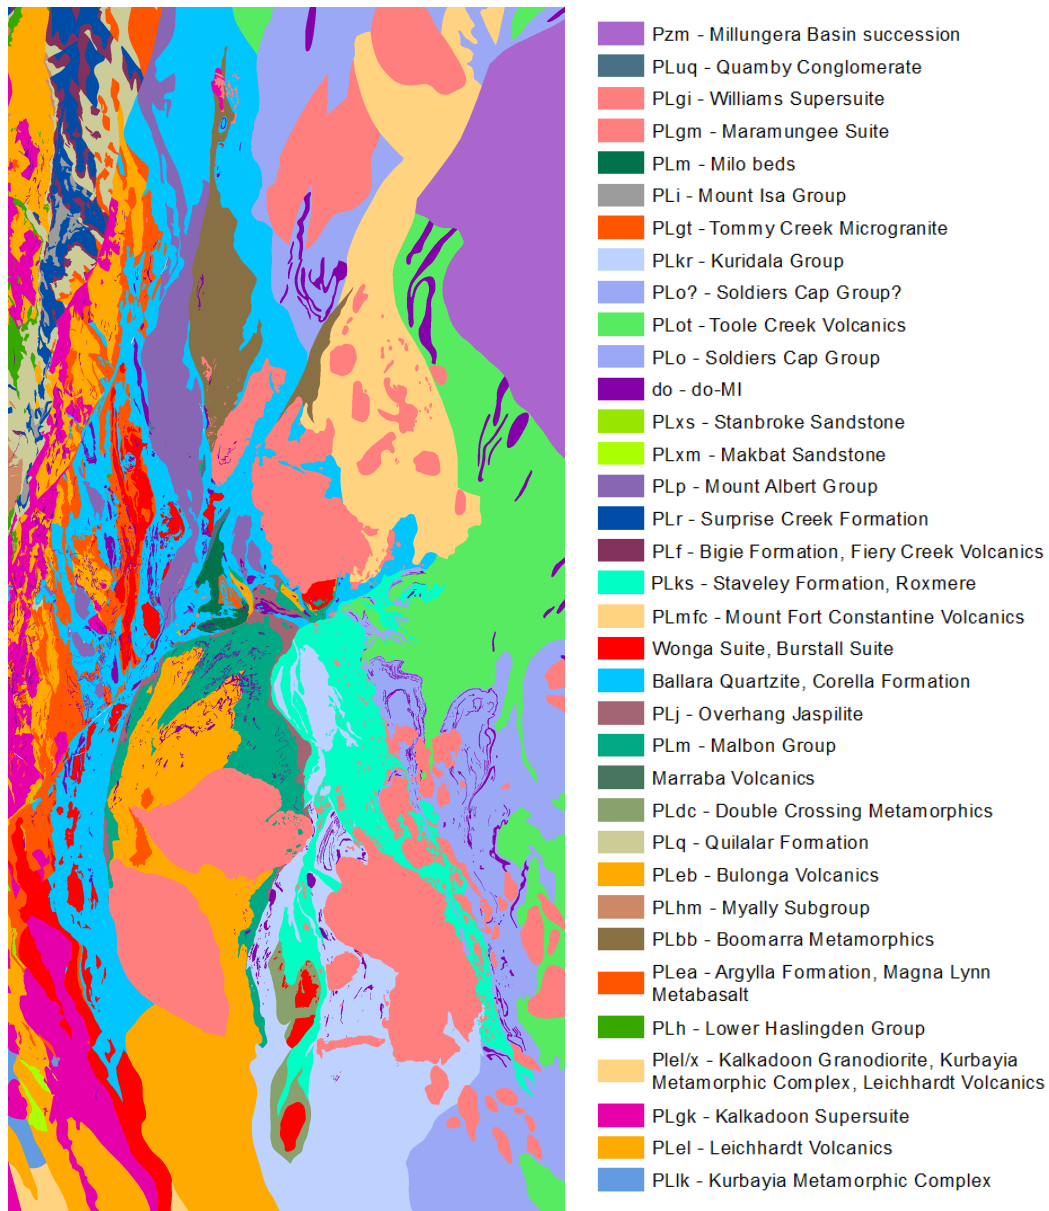 Pzm - Millungera Basin succession
PLuq - Quamby Conglomerate
PLgi - Williams Supersuite
PLgm - Maramungee Suite
PLm - Milo beds
PLi - Mount Isa Group
PLgt - Tommy Creek Microgranite
PLkr - Kuridala Group
PLo? - Soldiers Cap Group?
PLot - Toole Creek Volcanics
PLo - Soldiers Cap Group
do - do-MI
PLxs - Stanbroke Sandstone
PLxm - Makbat Sandstone
PLp - Mount Albert Group
PLr - Surprise Creek Formation
PLf - Bigie Formation, Fiery Creek Volcanics
PLks - Staveley Formation, Roxmere
PLmfc - Mount Fort Constantine Volcanics
Wonga Suite, Burstall Suite
Ballara Quartzite, Corella Formation
PLj - Overhang Jaspilite
PLm - Malbon Group
Marraba Volcanics
PLdc - Double Crossing Metamorphics
PLq - Quilalar Formation
PLeb - Bulonga Volcanics
PLhm - Myally Subgroup
PLbb - Boomarra Metamorphics
PLea - Argylla Formation, Magna Lynn
Metabasalt
PLh - Lower Haslingden Group
Plel/x - Kalkadoon Granodiorite, Kurbayia
Metamorphic Complex, Leichhardt Volcanics
PLgk - Kalkadoon Supersuite
PLel - Leichhardt Volcanics
PLlk - Kurbayia Metamorphic Complex